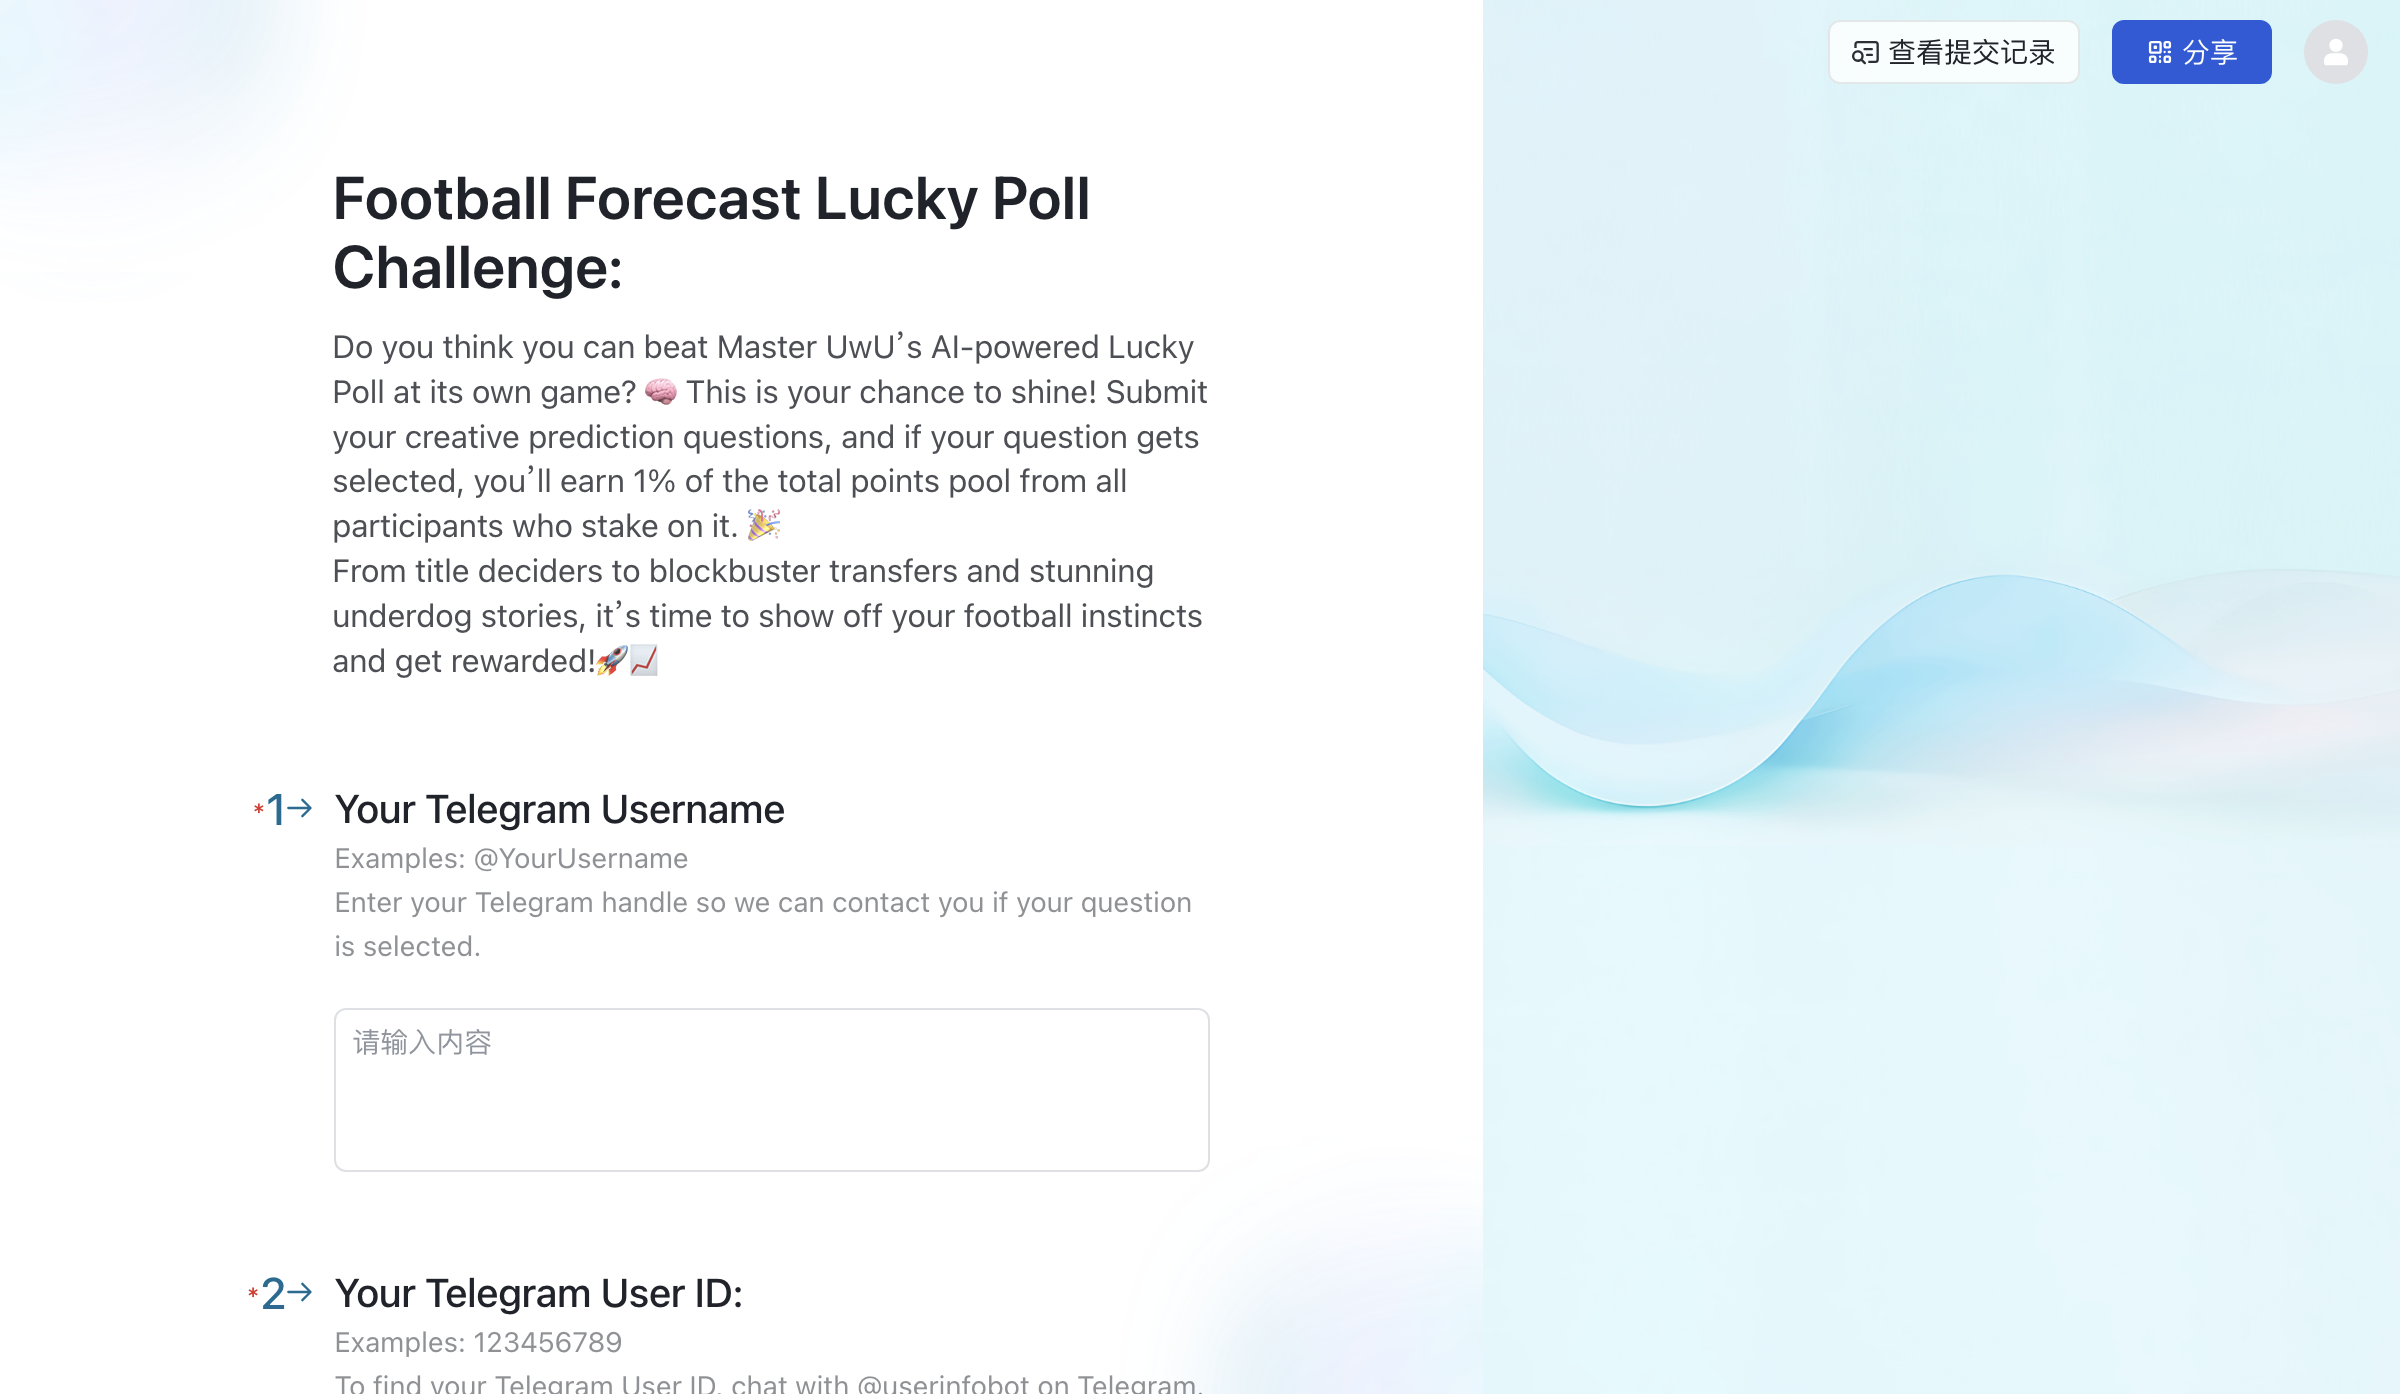 查看提交记录
分享
Football Forecast Lucky Poll
Challenge:
Do you think you can beat Master UwU’s AI-powered Lucky
Poll at its own game? 🧠 This is your chance to shine! Submit
your creative prediction questions, and if your question gets
selected, you’ll earn 1% of the total points pool from all
participants who stake on it. 🎉
From title deciders to blockbuster transfers and stunning
underdog stories, it’s time to show off your football instincts
and get rewarded!🚀📈
*1→ Your Telegram Username
Examples: @YourUsername
Enter your Telegram handle so we can contact you if your question
is selected.
请输入内容
*2→ Your Telegram User ID:
Examples: 123456789
To find your Telegram User ID, chat with @userinfobot on Telegram.